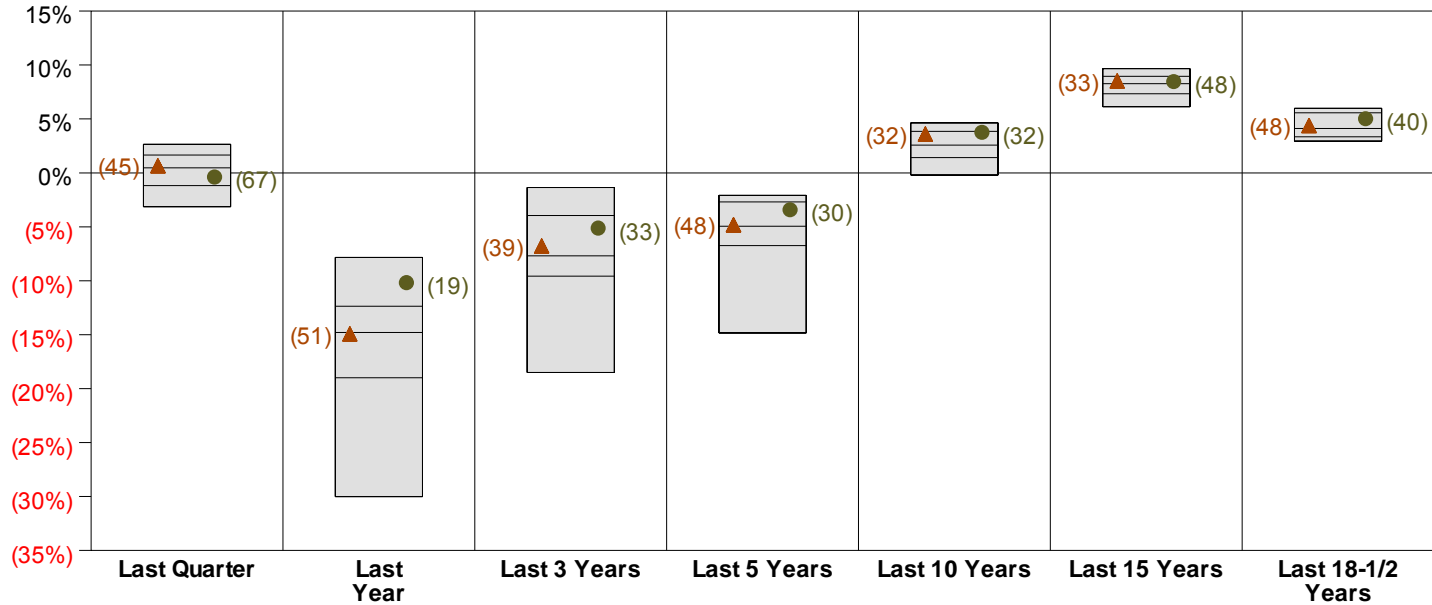 15%
10%
5%
0%
(5%)
(10%)
(15%)
(20%)
(25%)
(30%)
(35%)
(45) (67)
(51) (19)
(39) (33)
(48) (30)
(32) (32)
(33) (48)
(48) (40)
Last Quarter
Last
Year
Last 3 Years
Last 5 Years
Last 10 Years
Last 15 Years
Last 18-1/2
Years